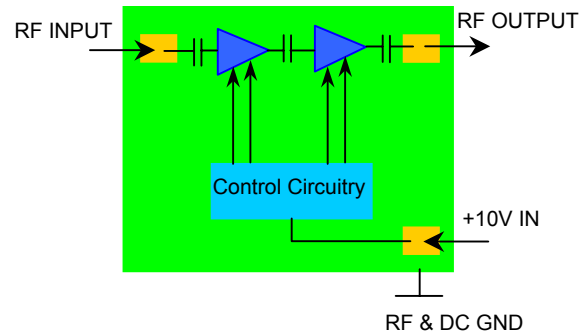 RF INPUT
RF OUTPUT
Control Circuitry
+10V IN
RF & DC GND